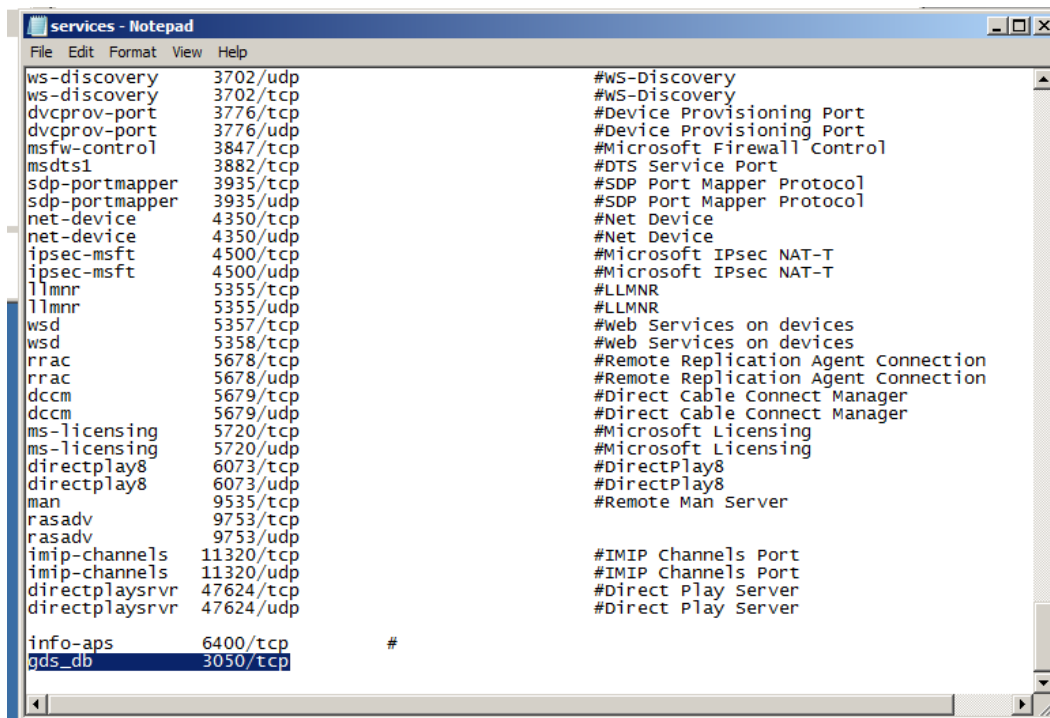 services - Notepad
File Edit Format View Help
ws-discovery 3702/udp #WS-Discovery
ws-discovery 3702/tcp #WS-Discovery
dvcprov-port 3776/tcp #Device Provisioning Port
dvcprov-port 3776/udp #Device Provisioning Port
msfw-control 3847/tcp #Microsoft Firewall Control
msdts1 3882/tcp #DTS Service Port
sdp-portmapper 3935/tcp #SDP Port Mapper Protocol
sdp-portmapper 3935/udp #SDP Port Mapper Protocol
net-device 4350/tcp #Net Device
net-device 4350/udp #Net Device
ipsec-msft 4500/tcp #Microsoft IPsec NAT-T
ipsec-msft 4500/udp #Microsoft IPsec NAT-T
llmnr 5355/tcp #LLMNR
llmnr 5355/udp #LLMNR
wsd 5357/tcp #Web Services on devices
wsd 5358/tcp #Web Services on devices
rrac 5678/tcp #Remote Replication Agent Connection
rrac 5678/udp #Remote Replication Agent Connection
dccm 5679/tcp #Direct Cable Connect Manager
dccm 5679/udp #Direct Cable Connect Manager
ms-licensing 5720/tcp #Microsoft Licensing
ms-licensing 5720/udp #Microsoft Licensing
directplay8 6073/tcp #DirectPlay8
directplay8 6073/udp #DirectPlay8
man 9535/tcp #Remote Man Server
rasadv 9753/tcp
rasadv 9753/udp
imip-channels 11320/tcp #IMIP Channels Port
imip-channels 11320/udp #IMIP Channels Port
directplaysrvr 47624/tcp #Direct Play Server
directplaysrvr 47624/udp #Direct Play Server
info-aps 6400/tcp #
gds_db 3050/tcp